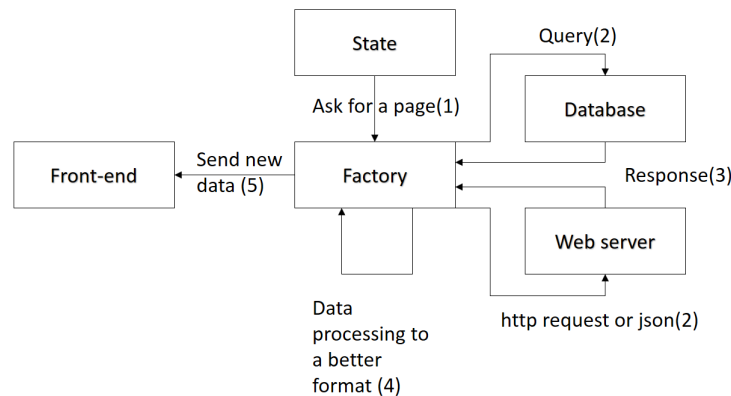 State
Query(2)
Ask for a page(1)
Database
Front-end
Send new
data (5)
Factory
Response(3)
Web server
Data
processing to
a better
format (4)
http request or json(2)